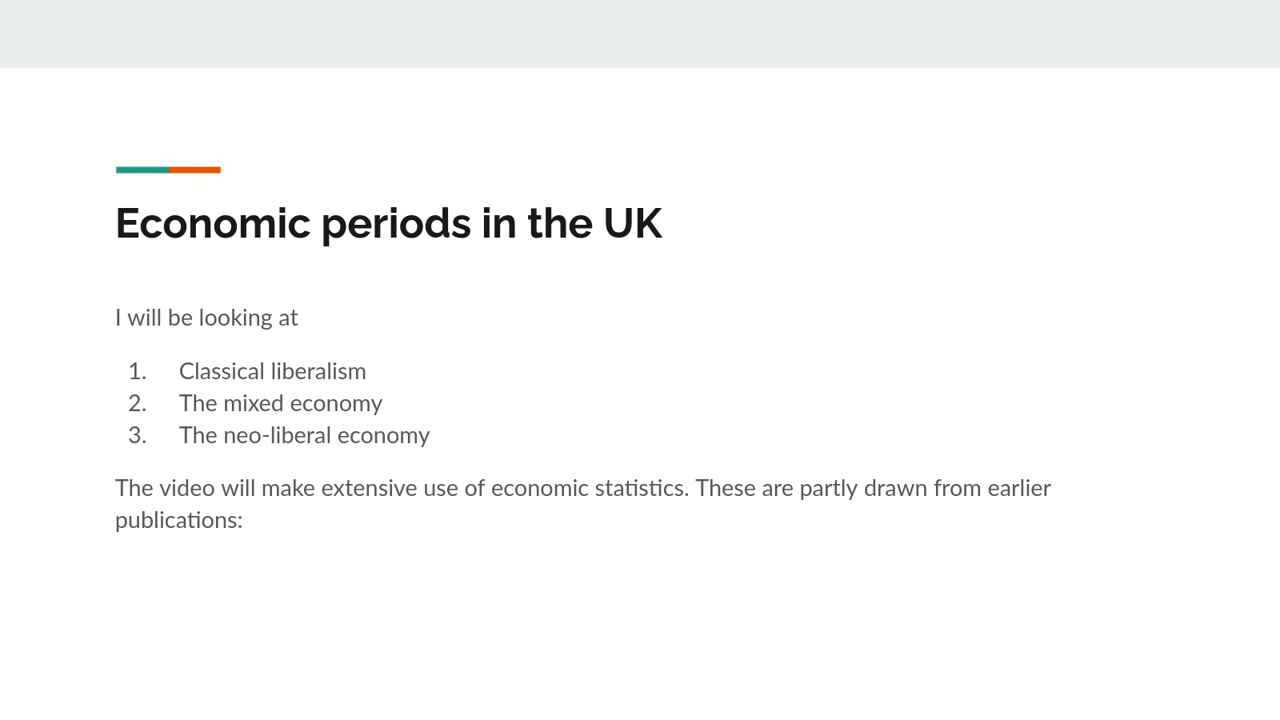 Economic periods in the UK
I will be looking at
1. Classical liberalism
2. The mixed economy
3. The neo-liberal economy
The video will make extensive use of economic statistics. These are partly drawn from earlier
publications: